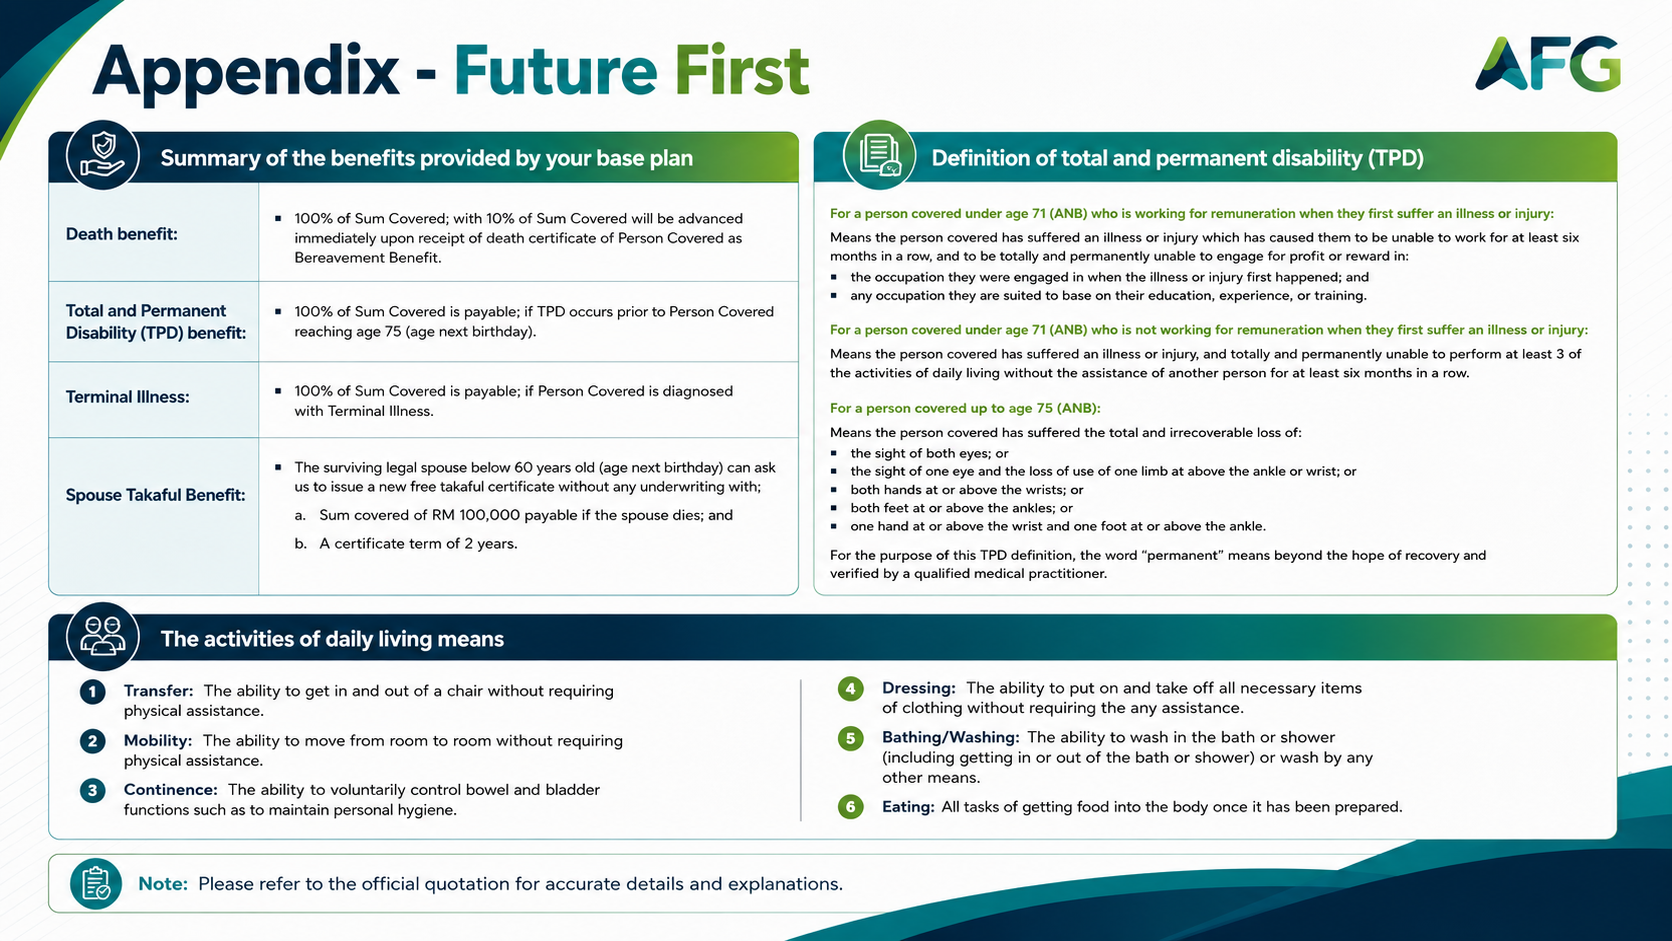 Appendix - Future First
AFG
Summary of the benefits provided by your base plan
Death benefit:
▪ 100% of Sum Covered; with 10% of Sum Covered will be advanced
immediately upon receipt of death certificate of Person Covered as
Bereavement Benefit.
Total and Permanent
Disability (TPD) benefit:
▪ 100% of Sum Covered is payable; if TPD occurs prior to Person Covered
reaching age 75 (age next birthday).
Terminal Illness:
▪ 100% of Sum Covered is payable; if Person Covered is diagnosed
with Terminal Illness.
Spouse Takaful Benefit:
▪ The surviving legal spouse below 60 years old (age next birthday) can ask
us to issue a new free takaful certificate without any underwriting with;
a. Sum covered of RM 100,000 payable if the spouse dies; and
b. A certificate term of 2 years.
Definition of total and permanent disability (TPD)
For a person covered under age 71 (ANB) who is working for remuneration when they first suffer an illness or injury:
Means the person covered has suffered an illness or injury which has caused them to be unable to work for at least six
months in a row, and to be totally and permanently unable to engage for profit or reward in:
▪ the occupation they were engaged in when the illness or injury first happened; and
▪ any occupation they are suited to base on their education, experience, or training.
For a person covered under age 71 (ANB) who is not working for remuneration when they first suffer an illness or injury:
Means the person covered has suffered an illness or injury, and totally and permanently unable to perform at least 3 of
the activities of daily living without the assistance of another person for at least six months in a row.
For a person covered up to age 75 (ANB):
Means the person covered has suffered the total and irrecoverable loss of:
▪ the sight of both eyes; or
▪ the sight of one eye and the loss of use of one limb at above the ankle or wrist; or
▪ both hands at or above the wrists; or
▪ both feet at or above the ankles; or
▪ one hand at or above the wrist and one foot at or above the ankle.
For the purpose of this TPD definition, the word “permanent” means beyond the hope of recovery and
verified by a qualified medical practitioner.
The activities of daily living means
1 Transfer: The ability to get in and out of a chair without requiring
physical assistance.
2 Mobility: The ability to move from room to room without requiring
physical assistance.
3 Continence: The ability to voluntarily control bowel and bladder
functions such as to maintain personal hygiene.
4 Dressing: The ability to put on and take off all necessary items
of clothing without requiring the any assistance.
5 Bathing/Washing: The ability to wash in the bath or shower
(including getting in or out of the bath or shower) or wash by any
other means.
6 Eating: All tasks of getting food into the body once it has been prepared.
Note: Please refer to the official quotation for accurate details and explanations.